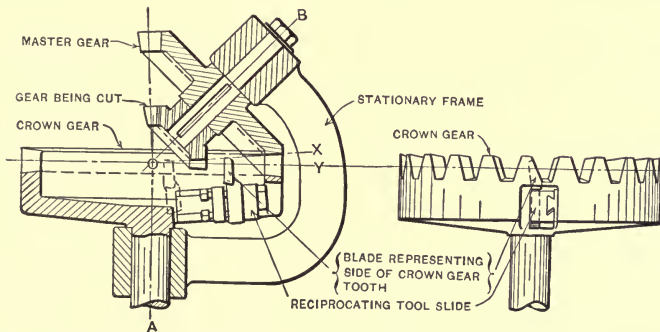 B
MASTER GEAR
GEAR BEING CUT
CROWN GEAR
STATIONARY FRAME
X
Y
O
CROWN GEAR
BLADE REPRESENTING
SIDE OF CROWN GEAR
TOOTH
RECIPROCATING TOOL SLIDE
A